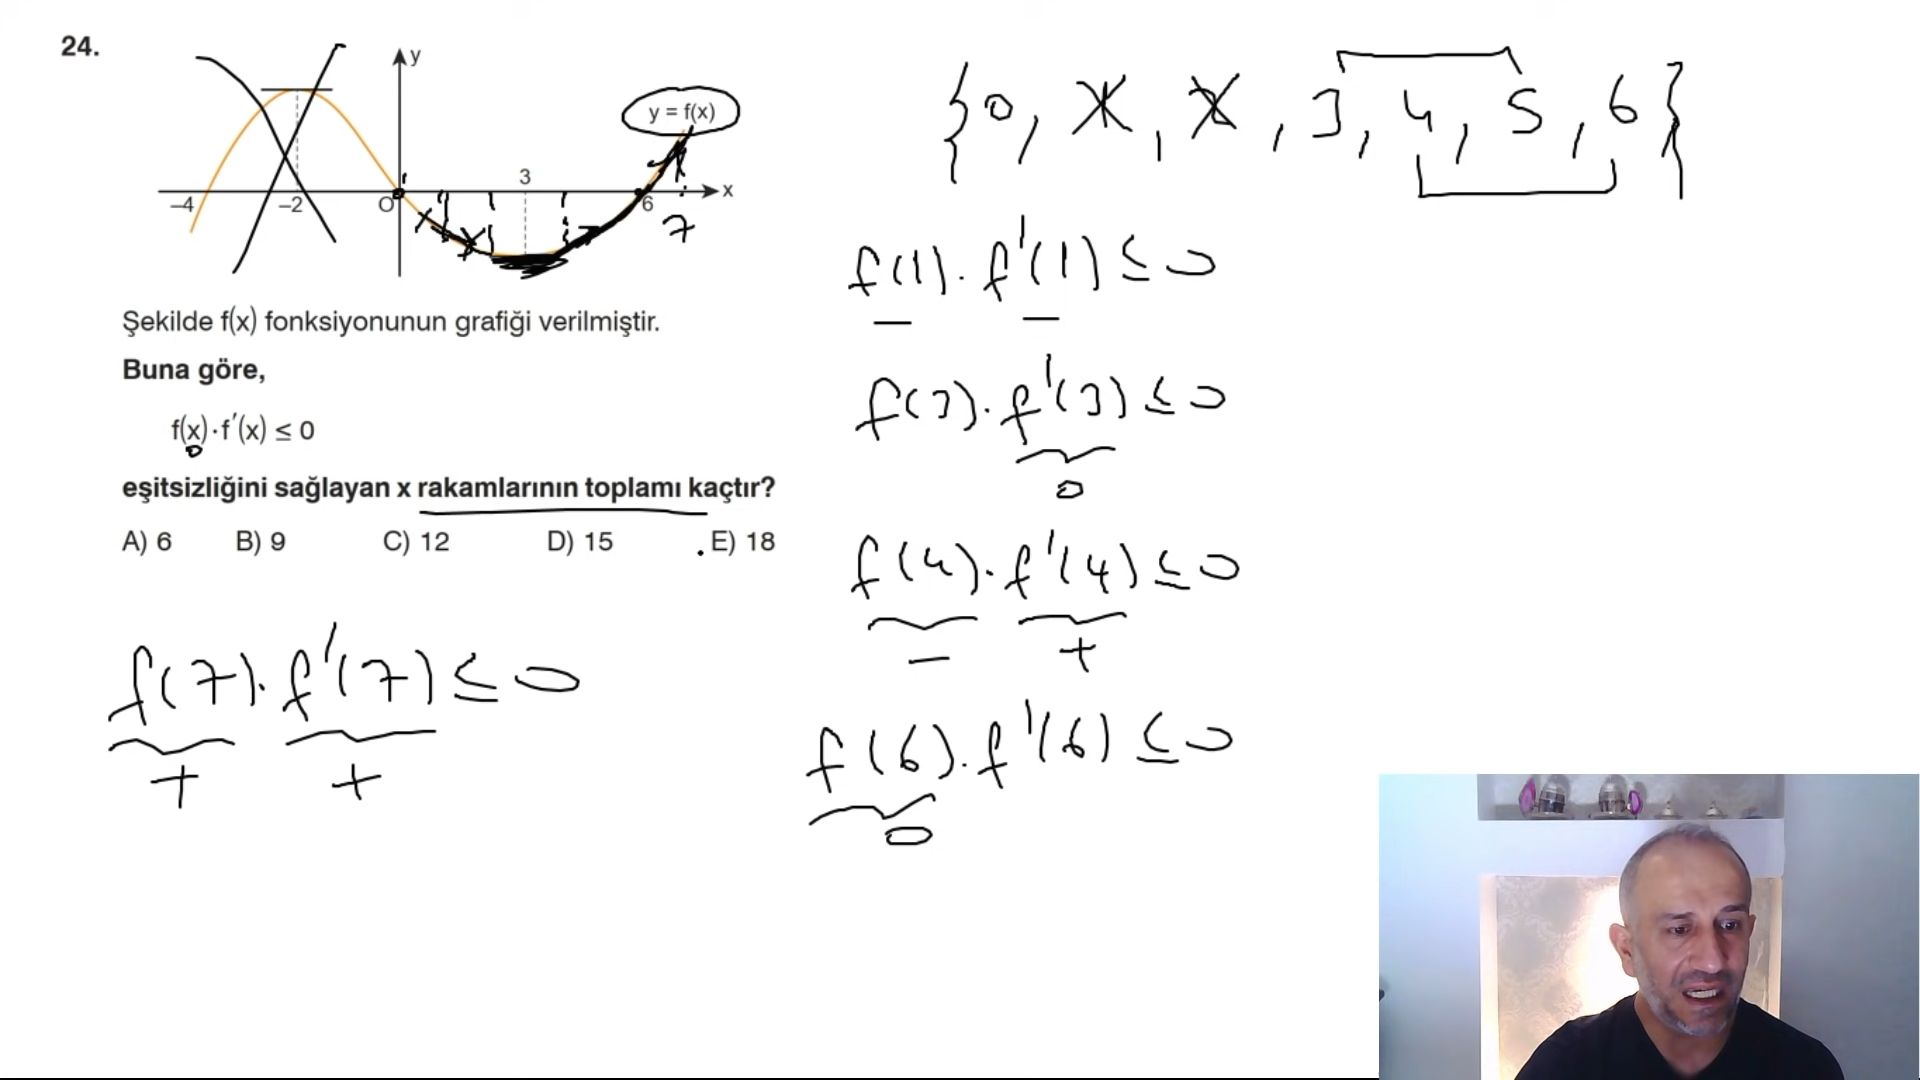 24.
y
y = f(x)
3
-4
-2
O
6
x
7
Şekilde f(x) fonksiyonunun grafiği verilmiştir.
Buna göre,
f(x)·f′(x) ≤ 0
0
eşitsizliğini sağlayan x rakamlarının toplamı kaçtır?
A) 6 B) 9 C) 12 D) 15 E) 18
f(7).f'(7) ≤ 0
+ +
{0, 1, 2, 3, 4, 5, 6}
f(1).f'(1) ≤ 0
— —
f(3).f'(3) ≤ 0
0
f(4).f'(4) ≤ 0
— +
f(6).f'(6) ≤ 0
0